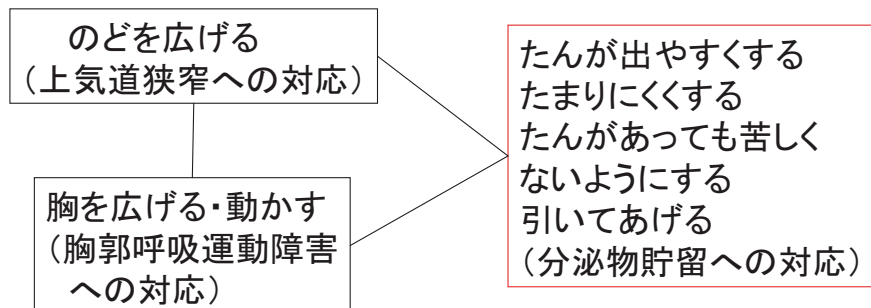 のどを広げる
(上気道狭窄への対応)
胸を広げる・動かす
(胸郭呼吸運動障害
への対応)
たんが出やすくする
たまりにくくする
たんがあっても苦しく
ないようにする
引いてあげる
(分泌物貯留への対応)